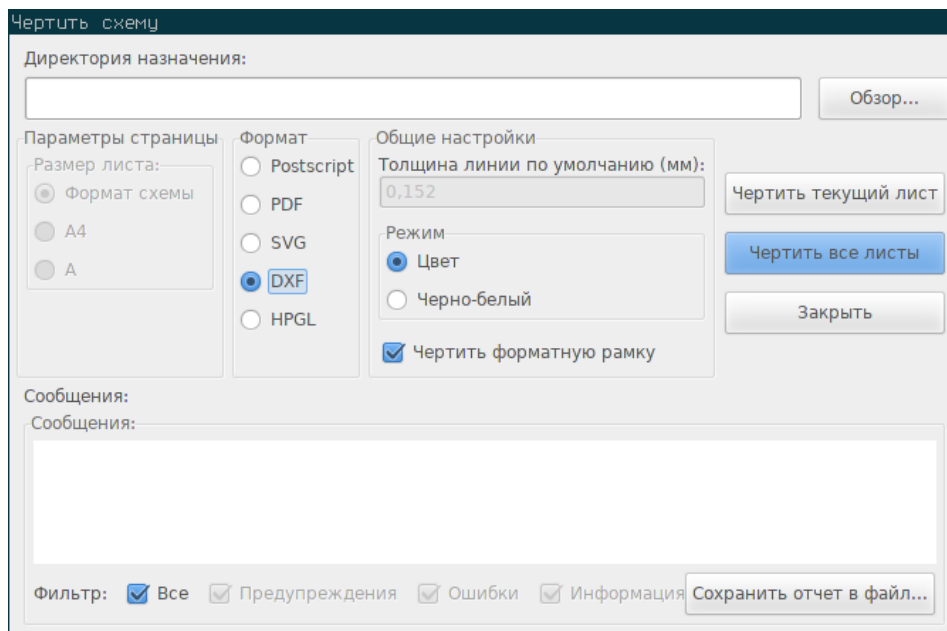 Чертить схему
Директория назначения:
Обзор...
Параметры страницы
Размер листа:
Формат схемы
A4
A
Формат
Postscript
PDF
SVG
DXF
HPGL
Общие настройки
Толщина линии по умолчанию (мм):
0,152
Режим
Цвет
Черно-белый
Чертить форматную рамку
Чертить текущий лист
Чертить все листы
Закрыть
Сообщения:
Сообщения:
Фильтр: Все Предупреждения Ошибки Информация Сохранить отчет в файл...